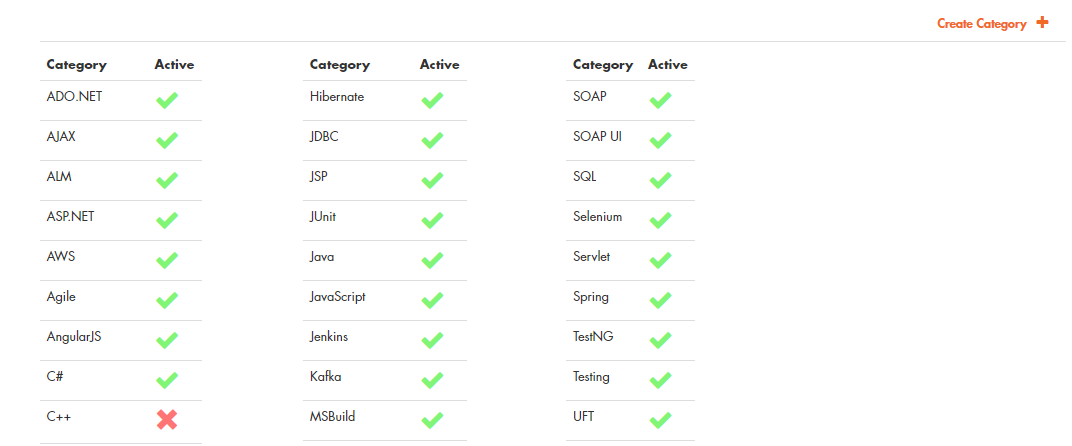 Create Category
Category Active Category Active Category Active
ADO.NET Hibernate SOAP
AJAX JDBC SOAP UI
ALM JSP SQL
ASP.NET JUnit Selenium
AWS Java Servlet
Agile JavaScript Spring
AngularJS Jenkins TestNG
C# Kafka Testing
C++ MSBuild UFT